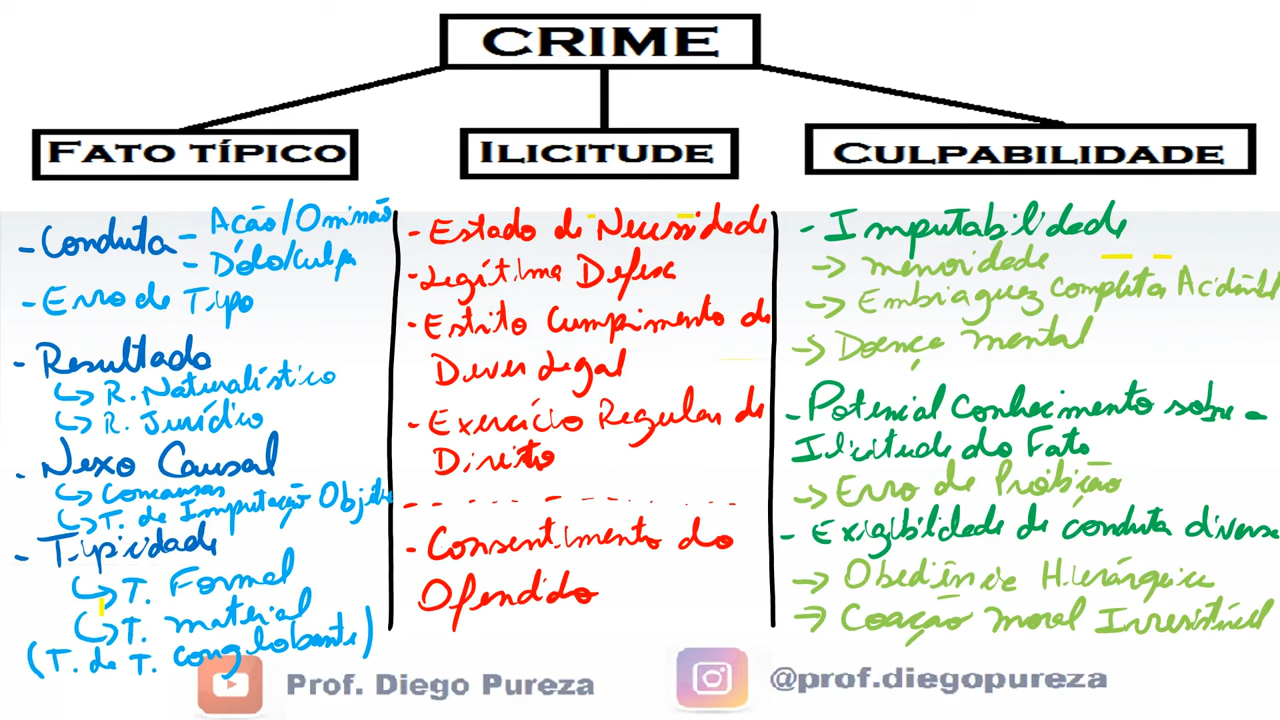 CRIME
FATO TÍPICO
- Conduta - Ação/Omissão
- Dólo/Culpa
- Erro de Tipo
- Resultado
↳ R. Naturalístico
↳ R. Jurídico
- Nexo Causal
↳ Concausas
↳ T. de Imputação Objetiva
- Tipicidade
↳ T. Formal
↳ T. material
(T. de T. conglobante)
ILICITUDE
- Estado de Necessidade
- Legítima Defesa
- Estrito Cumprimento do
Dever Legal
- Exercício Regular de
Direito
- Consentimento do
Ofendido
CULPABILIDADE
- Imputabilidade
→ menoridade
→ Embriaguez completa Acidental
→ Doença mental
- Potencial Conhecimento sobre a
Ilicitude do Fato
→ Erro de Proibição
- Exigibilidade de conduta diversa
→ Obediência Hierárquica
→ Coação moral Irresistível
Prof. Diego Pureza
@prof.diegopureza